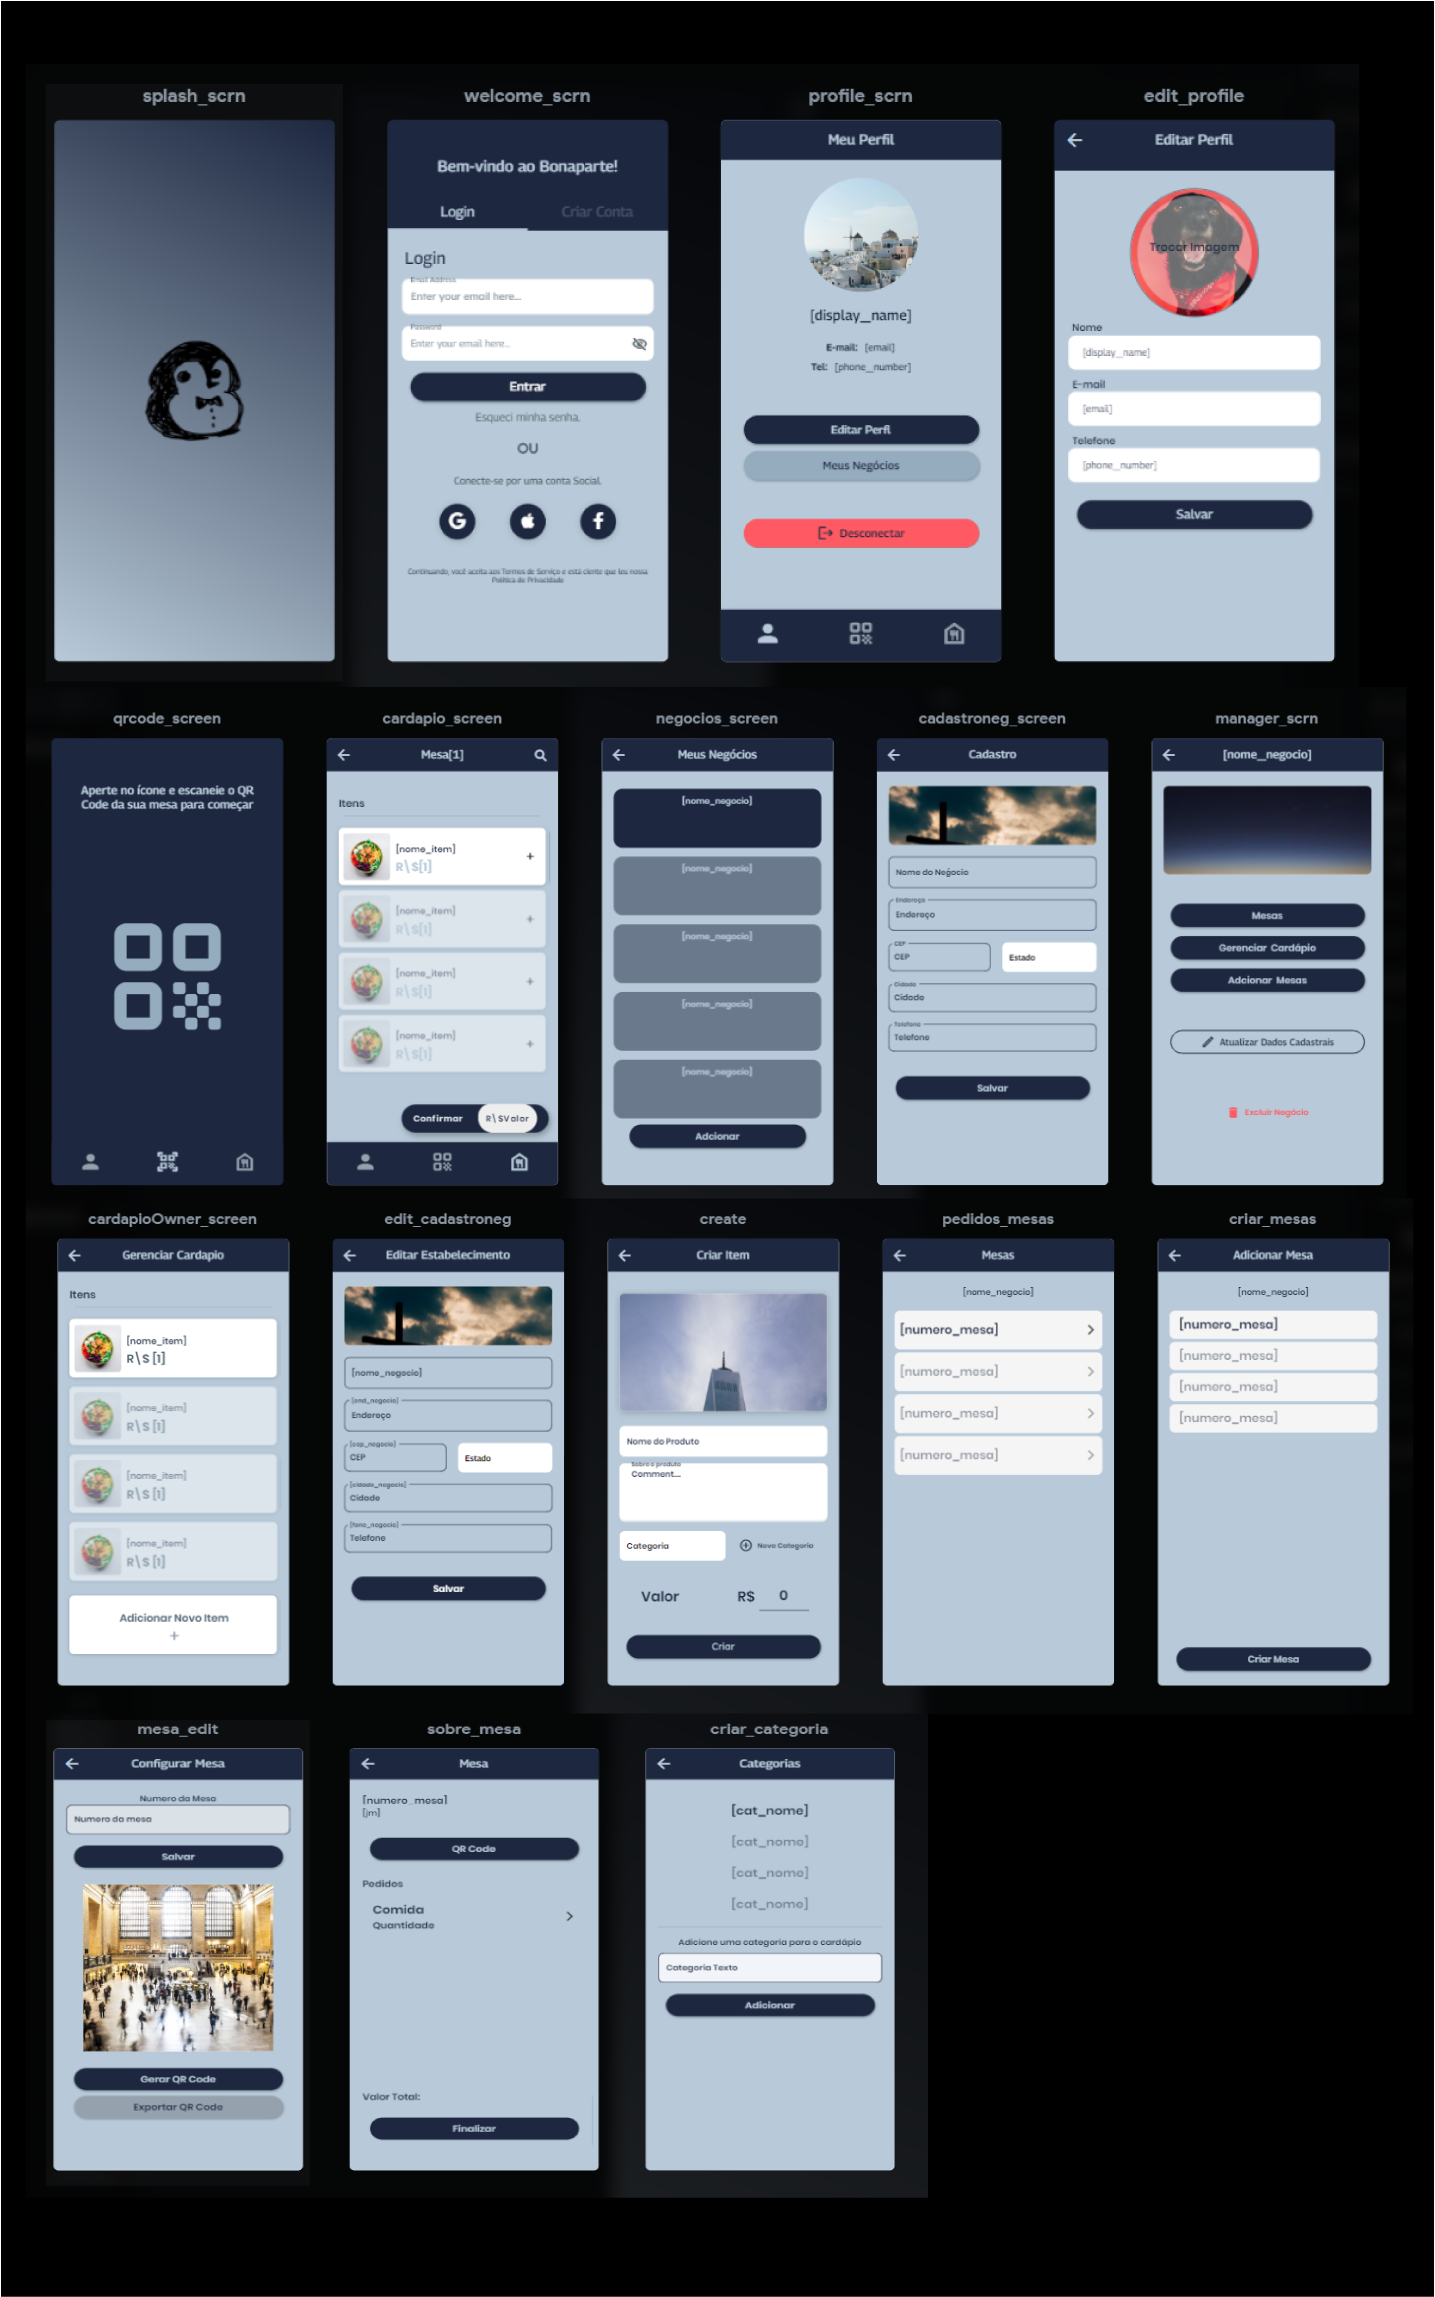 splash_scrn
welcome_scrn
Bem-vindo ao Bonaparte!
Login
Criar Conta
Login
Email Address
Enter your email here...
Password
Enter your email here...
Entrar
Esqueci minha senha.
OU
Conecte-se por uma conta Social.
Continuando, você aceita aos Termos de Serviço e está ciente que leu nossa
Política de Privacidade
profile_scrn
Meu Perfil
[display_name]
E-mail: [email]
Tel: [phone_number]
Editar Perfl
Meus Negócios
Desconectar
edit_profile
Editar Perfil
Trocar Imagem
Nome
[display_name]
E-mail
[email]
Telefone
[phone_number]
Salvar
qrcode_screen
Aperte no ícone e escaneie o QR
Code da sua mesa para começar
cardapio_screen
Mesa[1]
Itens
[nome_item]
R\$[1]
+
[nome_item]
R\$[1]
+
[nome_item]
R\$[1]
+
[nome_item]
R\$[1]
+
Confirmar
R\$Valor
negocios_screen
Meus Negócios
[nome_negocio]
[nome_negocio]
[nome_negocio]
[nome_negocio]
[nome_negocio]
Adcionar
cadastroneg_screen
Cadastro
Nome do Negócio
Endereço
Endereço
CEP
CEP
Estado
Cidade
Cidade
Telefone
Telefone
Salvar
manager_scrn
[nome_negocio]
Mesas
Gerenciar Cardápio
Adcionar Mesas
Atualizar Dados Cadastrais
Excluir Negócio
cardapioOwner_screen
Gerenciar Cardapio
Itens
[nome_item]
R\$ [1]
[nome_item]
R\$ [1]
[nome_item]
R\$ [1]
[nome_item]
R\$ [1]
Adicionar Novo Item
+
edit_cadastroneg
Editar Estabelecimento
[nome_negocio]
[end_negocio]
Endereço
[cep_negocio]
CEP
Estado
[cidade_negocio]
Cidade
[fone_negocio]
Telefone
Salvar
create
Criar Item
Nome do Produto
Sobre o produto
Comment...
Categoria
Nova Categoria
Valor
R$ 0
Criar
pedidos_mesas
Mesas
[nome_negocio]
[numero_mesa]
[numero_mesa]
[numero_mesa]
[numero_mesa]
criar_mesas
Adicionar Mesa
[nome_negocio]
[numero_mesa]
[numero_mesa]
[numero_mesa]
[numero_mesa]
Criar Mesa
mesa_edit
Configurar Mesa
Numero da Mesa
Numero da mesa
Salvar
Gerar QR Code
Exportar QR Code
sobre_mesa
Mesa
[numero_mesa]
[jm]
QR Code
Pedidos
Comida
Quantidade
Valor Total:
Finalizar
criar_categoria
Categorias
[cat_nome]
[cat_nome]
[cat_nome]
[cat_nome]
Adicione uma categoria para o cardápio
Categoria Texto
Adicionar